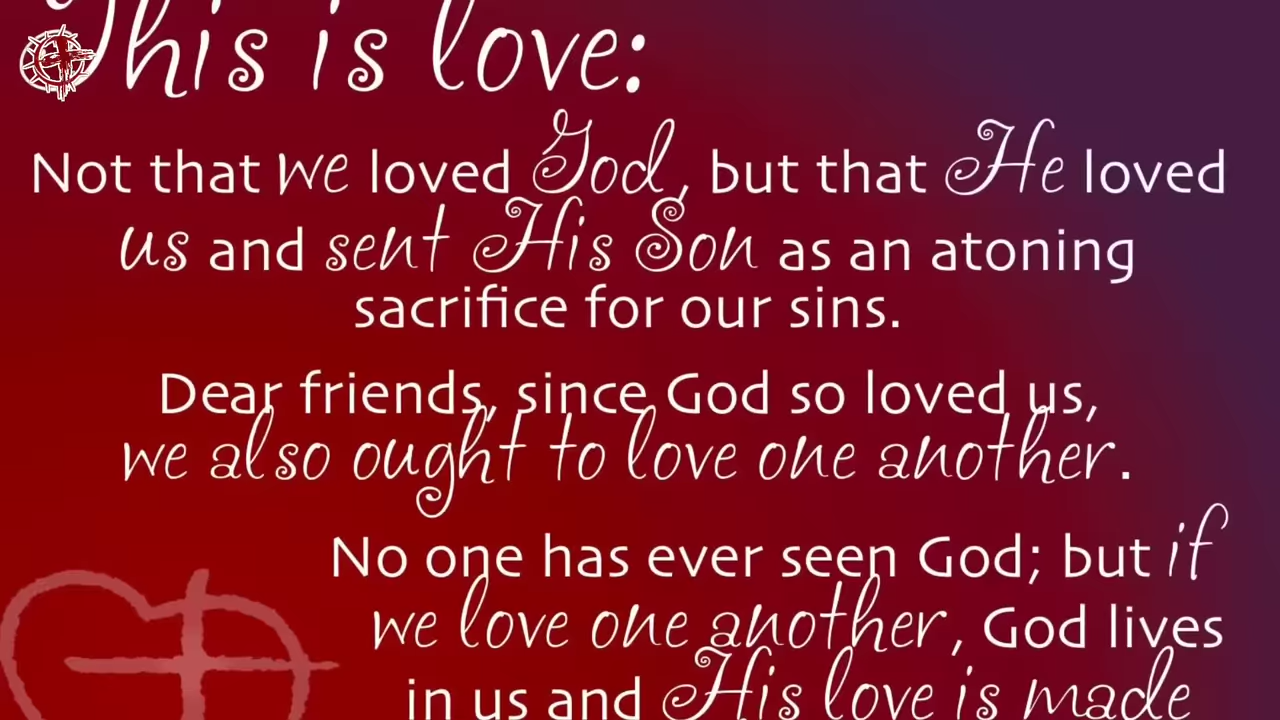 This is love:
Not that we loved God, but that He loved
us and sent His Son as an atoning
sacrifice for our sins.
Dear friends, since God so loved us,
we also ought to love one another.
No one has ever seen God; but if
we love one another, God lives
in us and His love is made